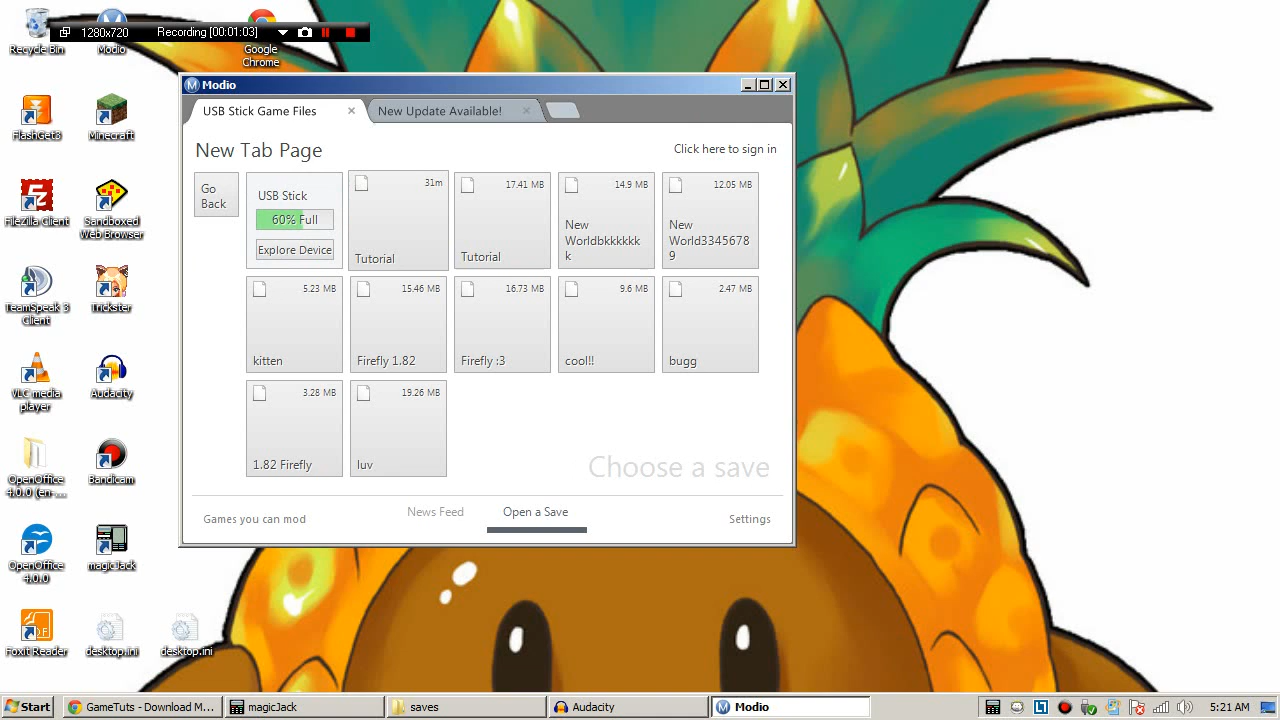 1280x720
Recording [00:01:03]
Recycle Bin
Modio
Google
Chrome
FlashGet3
Minecraft
FileZilla Client
Sandboxed
Web Browser
TeamSpeak 3
Client
Trickster
VLC media
player
Audacity
OpenOffice
4.0.0 (en-...
Bandicam
OpenOffice
4.0.0
magicJack
Foxit Reader
desktop.ini
desktop.ini
Modio
USB Stick Game Files
New Update Available!
New Tab Page
Click here to sign in
Go
Back
USB Stick
60% Full
Explore Device
31m
Tutorial
17.41 MB
Tutorial
14.9 MB
New
Worldbkkkkkk
k
12.05 MB
New
World3345678
9
5.23 MB
kitten
15.46 MB
Firefly 1.82
16.73 MB
Firefly :3
9.6 MB
cool!!
2.47 MB
bugg
3.28 MB
1.82 Firefly
19.26 MB
luv
Choose a save
Games you can mod
News Feed
Open a Save
Settings
Start
GameTuts - Download M...
magicJack
saves
Audacity
Modio
5:21 AM